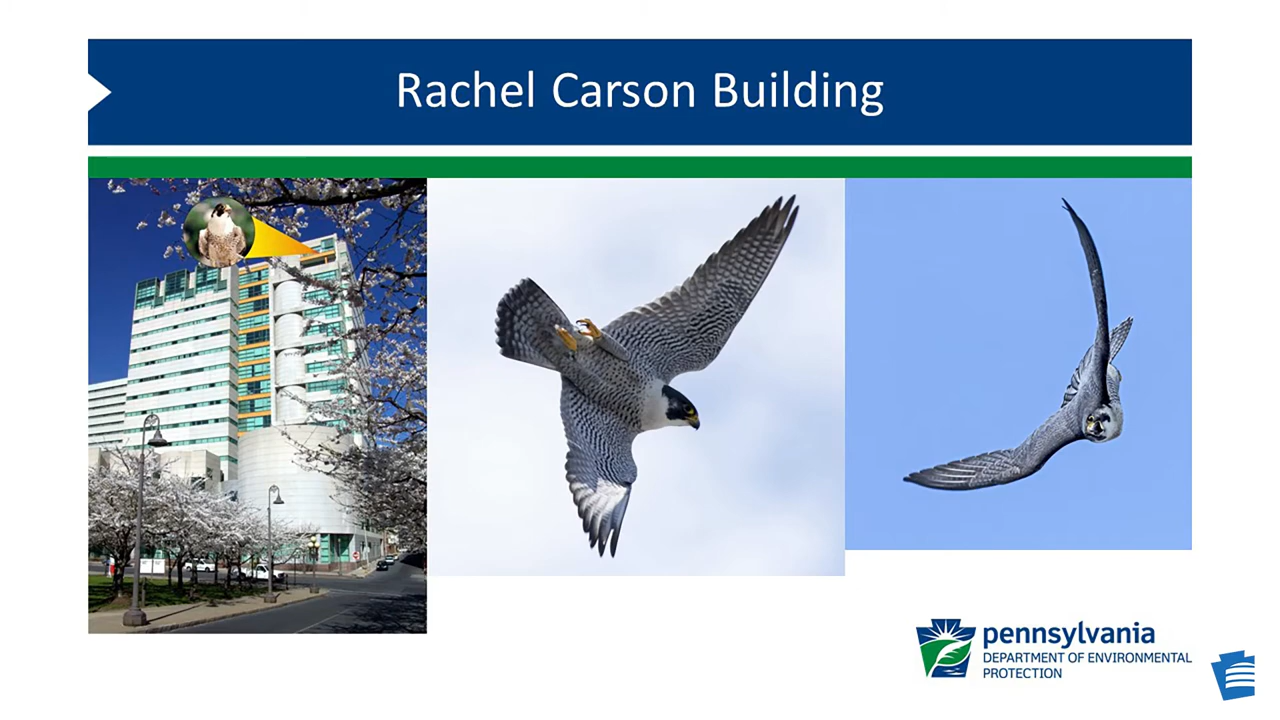 Rachel Carson Building
pennsylvania
DEPARTMENT OF ENVIRONMENTAL
PROTECTION